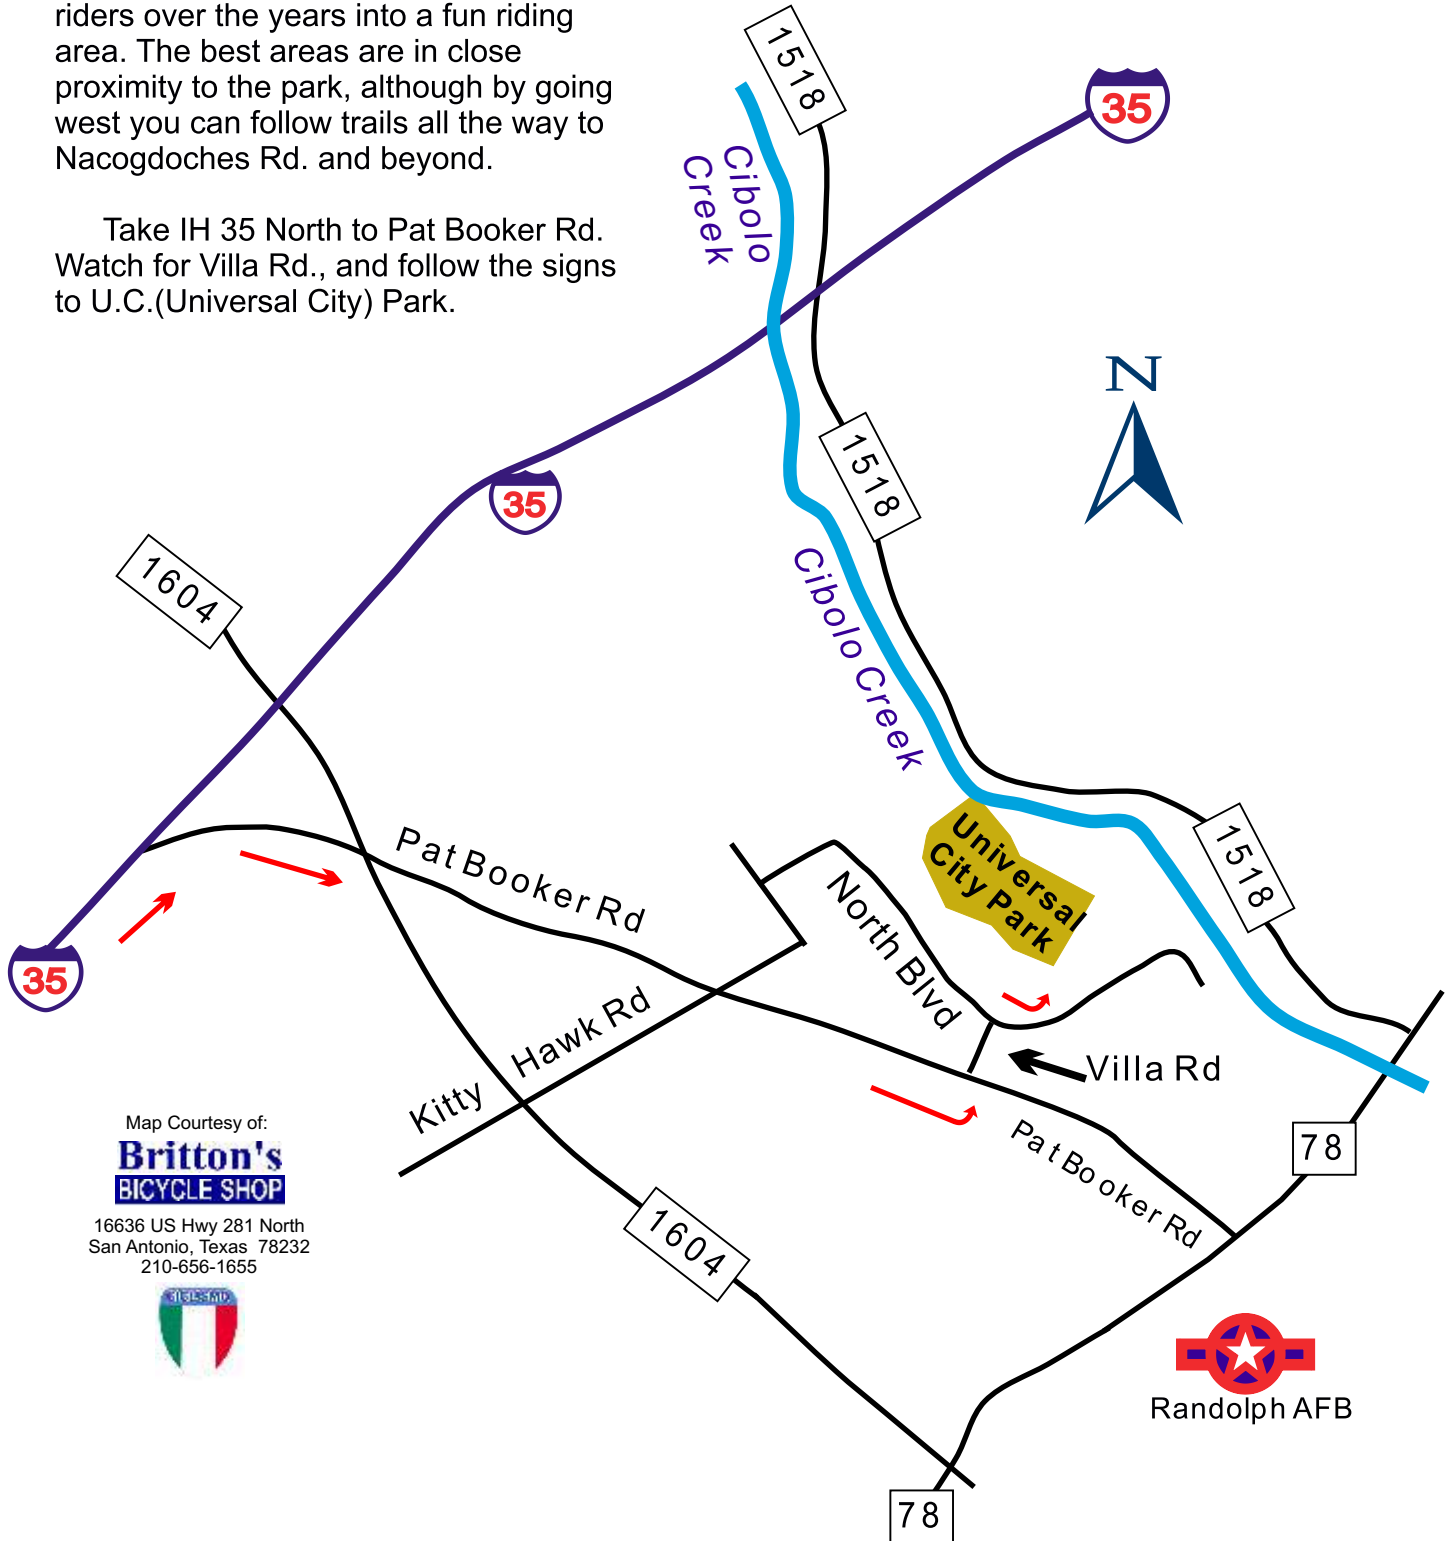 riders over the years into a fun riding
area. The best areas are in close
proximity to the park, although by going
west you can follow trails all the way to
Nacogdoches Rd. and beyond.
Take IH 35 North to Pat Booker Rd.
Watch for Villa Rd., and follow the signs
to U.C.(Universal City) Park.
1518
35
Cibolo
Creek
N
1518
35
1604
Cibolo Creek
1518
Universal
City Park
Pat Booker Rd
North Blvd
35
Kitty Hawk Rd
Villa Rd
Pat Booker Rd
78
Map Courtesy of:
Britton's
BICYCLE SHOP
16636 US Hwy 281 North
San Antonio, Texas 78232
210-656-1655
1604
Randolph AFB
78